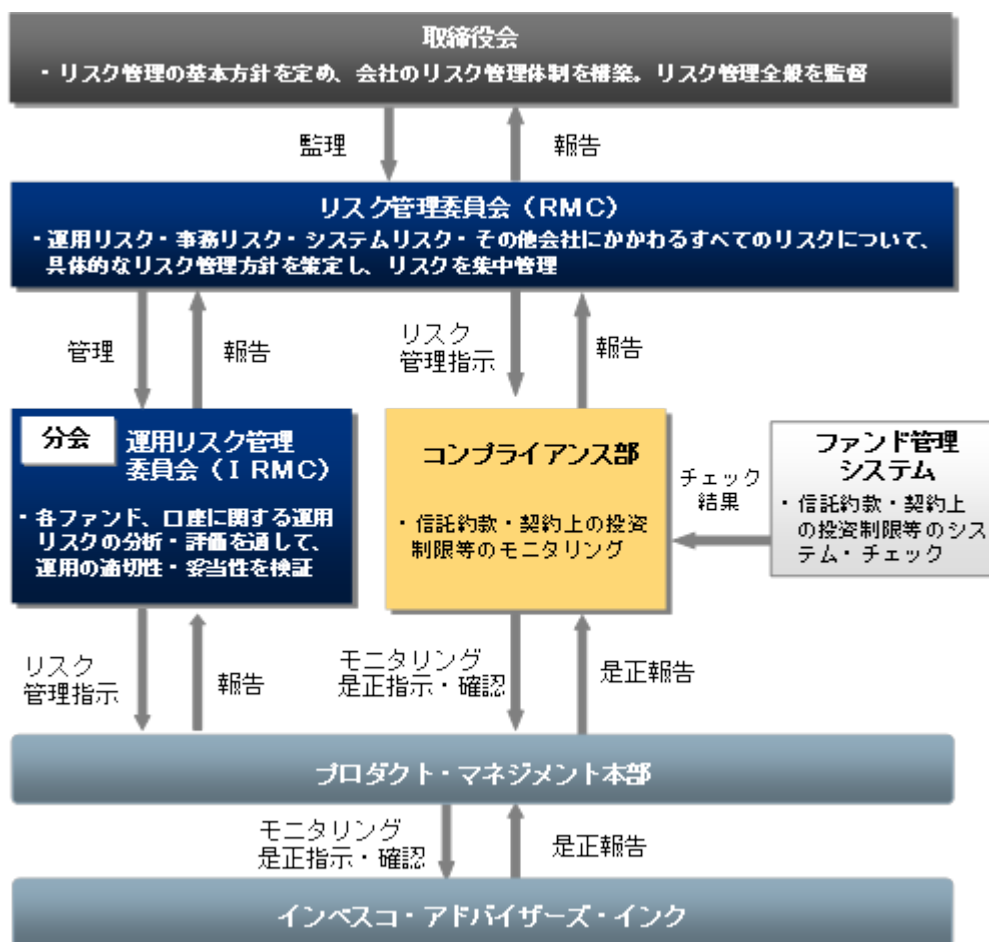 取締役会
・リスク管理の基本方針を定め、会社のリスク管理体制を構築。リスク管理全般を監督
監理
報告
リスク管理委員会（RMC）
・運用リスク・事務リスク・システムリスク・その他会社にかかわるすべてのリスクについて、
具体的なリスク管理方針を策定し、リスクを集中管理
管理
報告
リスク
管理指示
報告
分会
運用リスク管理
委員会（IRMC）
・各ファンド、口座に関する運用
リスクの分析・評価を通して、
運用の適切性・妥当性を検証
コンプライアンス部
・信託約款・契約上の投資
制限等のモニタリング
チェック
結果
ファンド管理
システム
・信託約款・契約上
の投資制限等のシス
テム・チェック
リスク
管理指示
報告
モニタリング
是正指示・確認
是正報告
プロダクト・マネジメント本部
モニタリング
是正指示・確認
是正報告
インベスコ・アドバイザーズ・インク